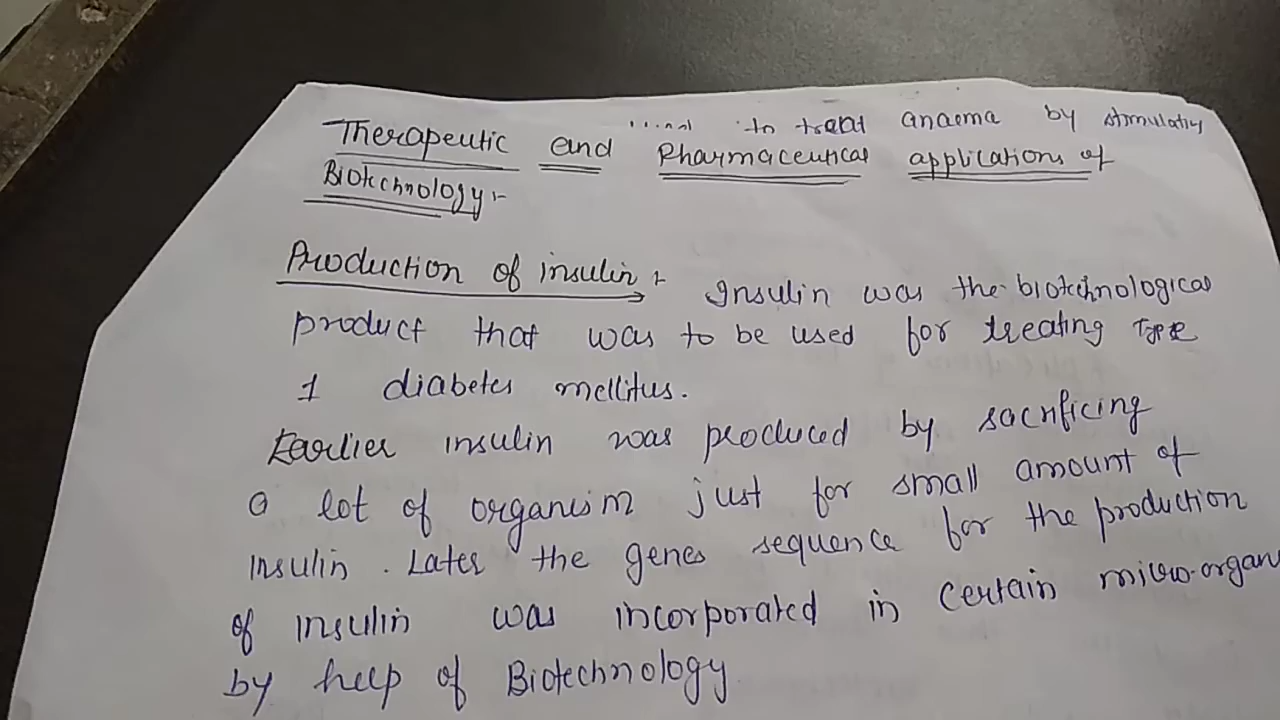 to treat anaema by stimulatiy
Therapeutic and Pharmaceutical applications of
Biotechnology:-
Production of insulin :- Insulin was the biotchnological
product that was to be used for treating Type
1 diabetes mellitus.
Earlier insulin was produced by sacrificing
a lot of organism just for small amount of
insulin. Later the genes sequence for the production
of insulin was incorporated in certain micro-organ
by help of Biotechnology